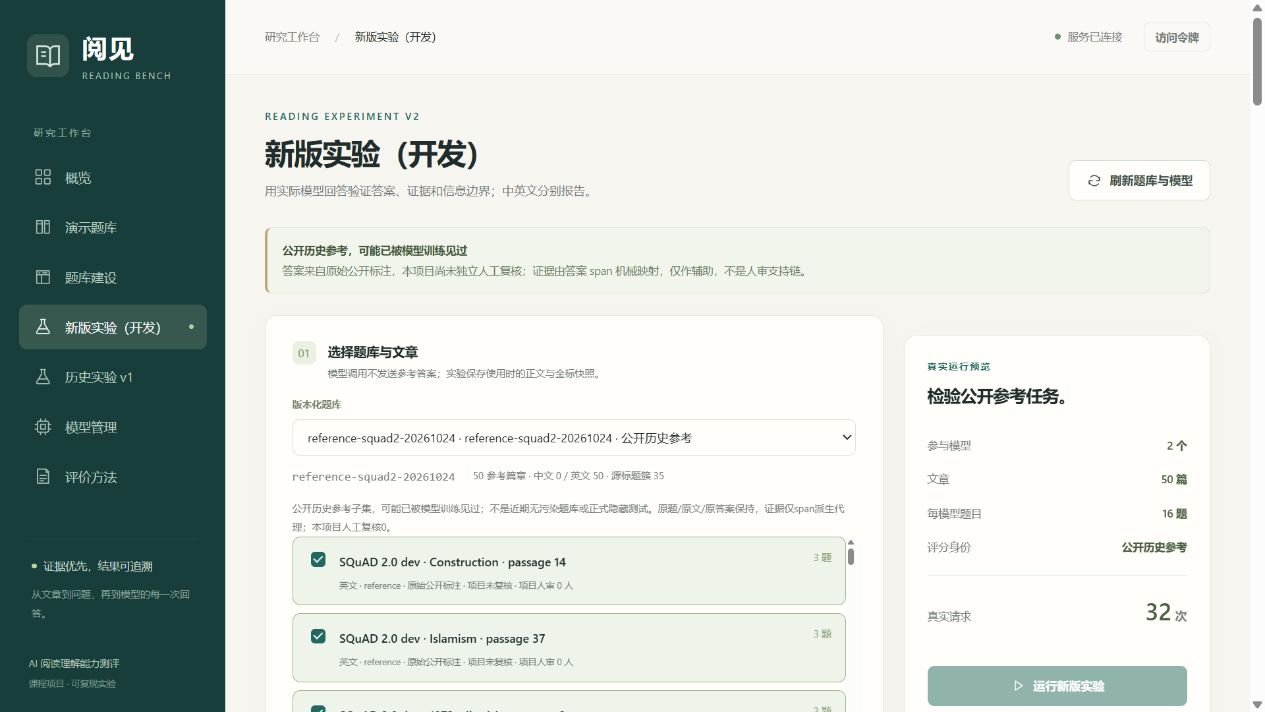 阅见
READING BENCH
研究工作台
概览
演示题库
题库建设
新版实验（开发）
历史实验 v1
模型管理
评价方法
证据优先，结果可追溯
从文章到问题，再到模型的每一次回
答。
AI 阅读理解能力测评
课程项目 · 可复现实验
研究工作台 / 新版实验（开发）
服务已连接
访问令牌
READING EXPERIMENT V2
新版实验（开发）
用实际模型回答验证答案、证据和信息边界；中英文分别报告。
刷新题库与模型
公开历史参考，可能已被模型训练见过
答案来自原始公开标注，本项目尚未独立人工复核；证据由答案 span 机械映射，仅作辅助，不是人审支持链。
01 选择题库与文章
模型调用不发送参考答案；实验保存使用时的正文与金标快照。
版本化题库
reference-squad2-20261024 · reference-squad2-20261024 · 公开历史参考
reference-squad2-20261024 50 参考篇章 · 中文 0 / 英文 50 · 源标题簇 35
公开历史参考子集，可能已被模型训练见过；不是近期无污染题库或正式隐藏测试。原题/原文/原答案保持，证据仅span派生代
理；本项目人工复核0。
SQuAD 2.0 dev · Construction · passage 14
3 题
英文 · reference · 原始公开标注 · 项目未复核 · 项目人审 0 人
SQuAD 2.0 dev · Islamism · passage 37
3 题
英文 · reference · 原始公开标注 · 项目未复核 · 项目人审 0 人
真实运行预览
检验公开参考任务。
参与模型 2 个
文章 50 篇
每模型题目 16 题
评分身份 公开历史参考
真实请求 32 次
运行新版实验